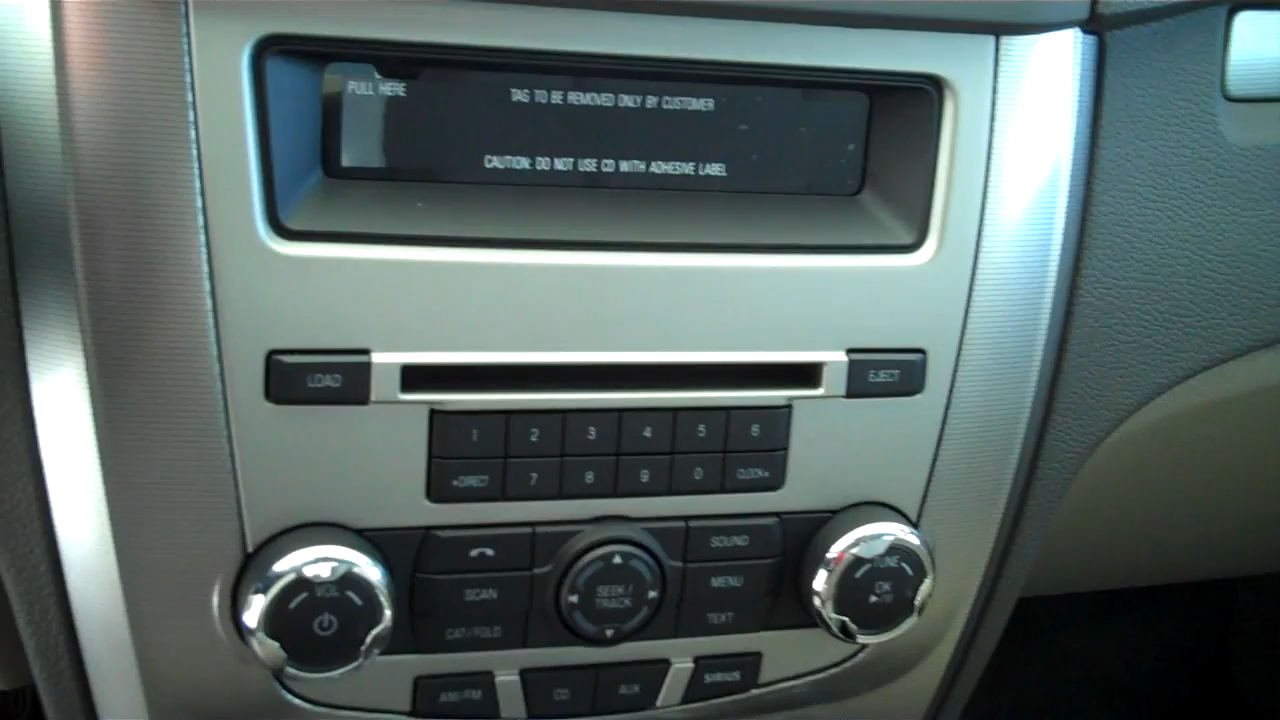 PULL HERE
TAG TO BE REMOVED ONLY BY CUSTOMER
CAUTION: DO NOT USE CD WITH ADHESIVE LABEL
LOAD
EJECT
1 2 3 4 5 6
DIRECT 7 8 9 0 CLOCK
SOUND
SCAN
SEEK/
TRACK
MENU
CAT/FOLD
TEXT
VOL
TUNE
OK
AM/FM
CD
AUX
SIRIUS